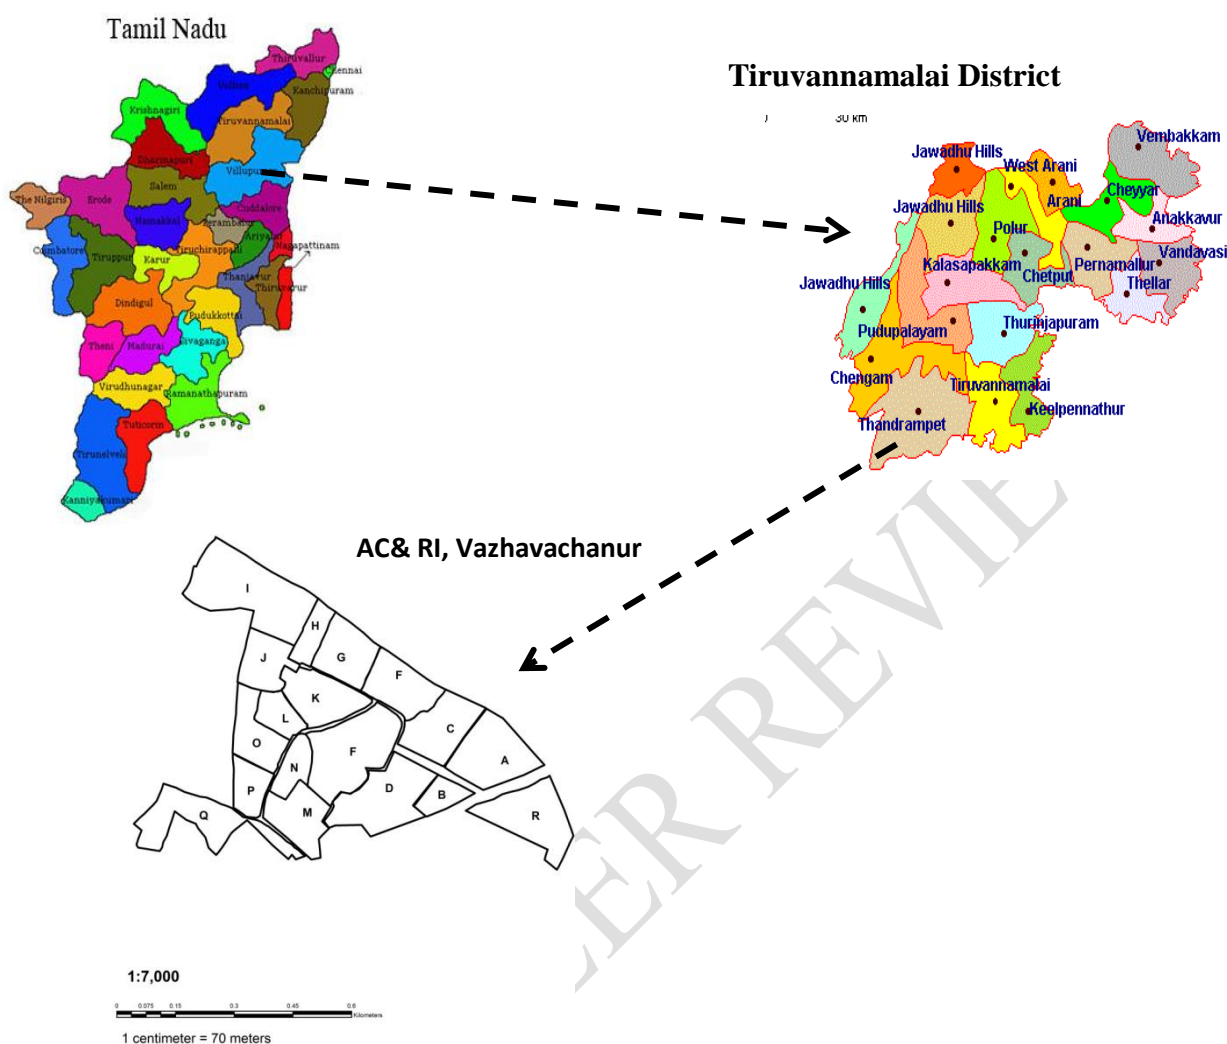 Tamil Nadu
Thiruvallur
Chennai
Vellore
Kanchipuram
Krishnagiri
Tiruvannamalai
Dharmapuri
Villupuram
Salem
The Nilgiris
Erode
Cuddalore
Namakkal
Perambalur
Ariyalur
Nagapattinam
Coimbatore
Tiruppur
Karur
Tiruchirappalli
Thanjavur
Thiruvarur
Dindigul
Pudukkottai
Theni
Madurai
Sivaganga
Virudhunagar
Ramanathapuram
Tuticorin
Tirunelveli
Kanniyakumari
Tiruvannamalai District
30 km
Vembakkam
Jawadhu Hills
West Arani
Arani
Cheyyar
Jawadhu Hills
Anakkavur
Polur
Vandavasi
Kalasapakkam
Chetput
Pernamallur
Jawadhu Hills
Thellar
Pudupalayam
Thurinjapuram
Chengam
Tiruvannamalai
Keelpennathur
Thandrampet
AC& RI, Vazhavachanur
I
H
G
J
F
K
L
C
O
F
A
N
P
D
B
Q
M
R
ER REVIE
1:7,000
0 0.075 0.15 0.3 0.45 0.6
Kilometers
1 centimeter = 70 meters